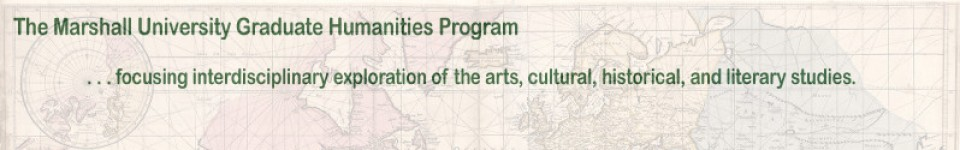 The Marshall University Graduate Humanities Program
. . . focusing interdisciplinary exploration of the arts, cultural, historical, and literary studies.